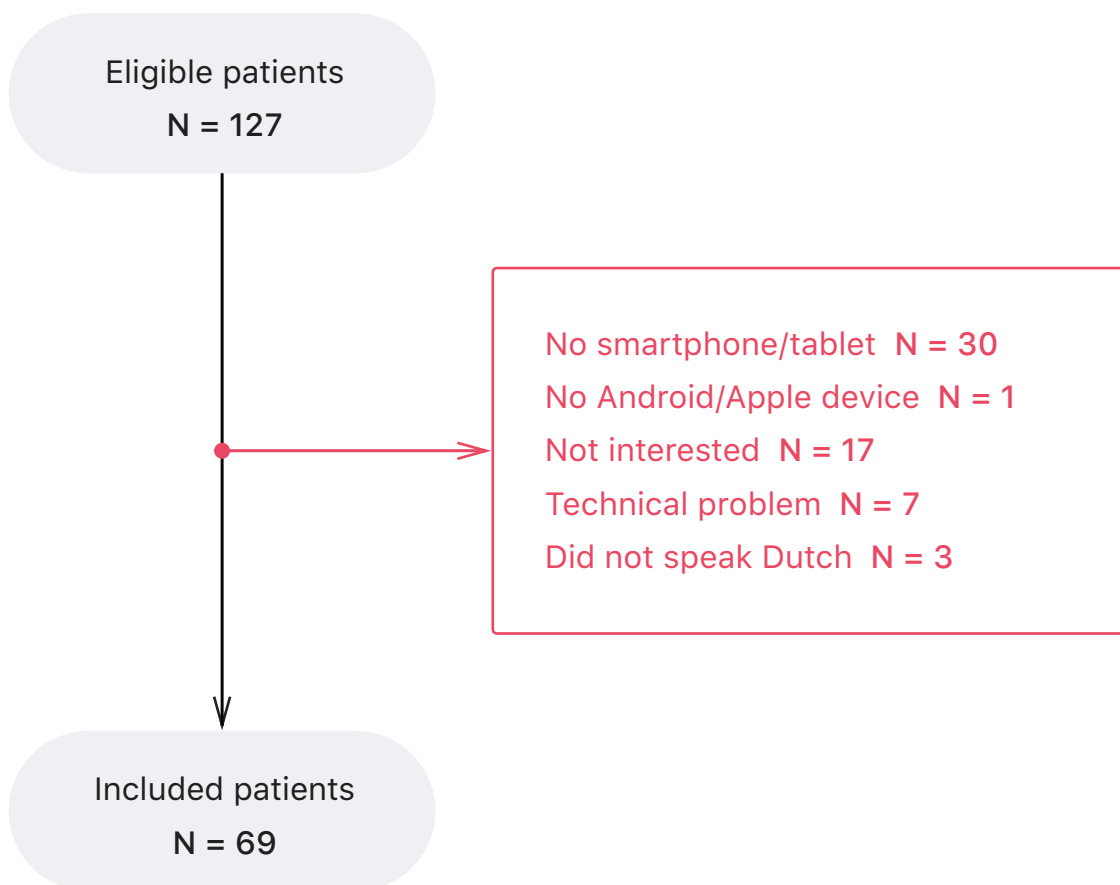 Eligible patients
N = 127
No smartphone/tablet N = 30
No Android/Apple device N = 1
Not interested N = 17
Technical problem N = 7
Did not speak Dutch N = 3
Included patients
N = 69